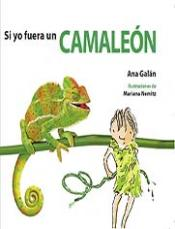 Si yo fuera un CAMALEÓN
Ana Galán
Ilustraciones de
Mariana Nemitz